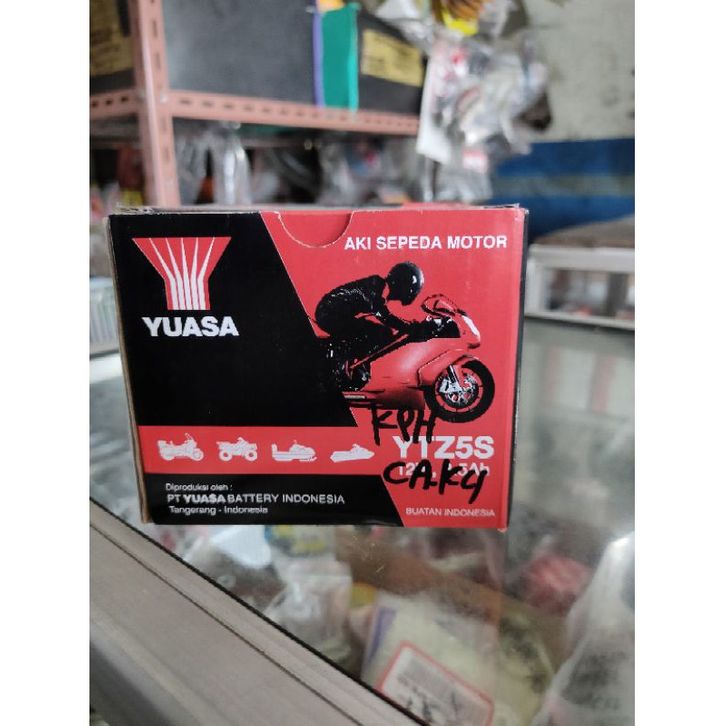 AKI SEPEDA MOTOR
YUASA
KPH
YTZ5S
CAKY
Diproduksi oleh :
PT YUASA BATTERY INDONESIA
Tangerang - Indonesia
BUATAN INDONESIA